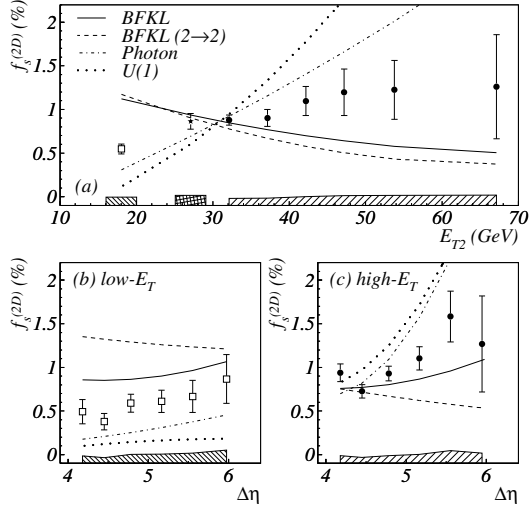 f_s^(2D) (%)
2
1.5
1
0.5
0
BFKL
BFKL (2→2)
Photon
U(1)
(a)
10 20 30 40 50 60 70
E_T2 (GeV)
f_s^(2D) (%)
2
1.5
1
0.5
0
(b) low-E_T
4 5 6
Δη
f_s^(2D) (%)
2
1.5
1
0.5
0
(c) high-E_T
4 5 6
Δη